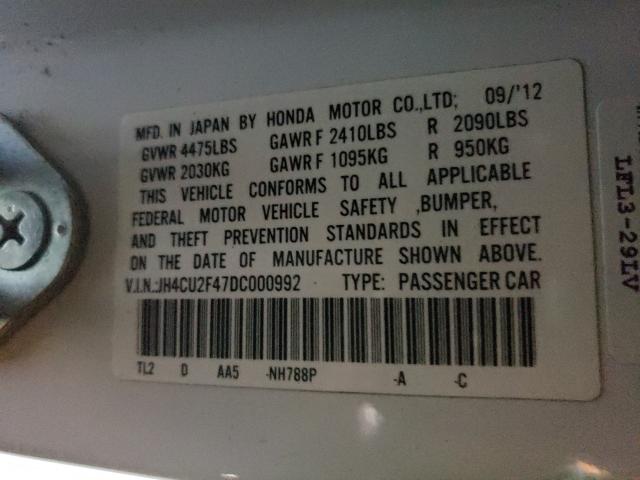 MFD. IN JAPAN BY HONDA MOTOR CO.,LTD; 09/'12
GVWR 4475LBS GAWR F 2410LBS R 2090LBS
GVWR 2030KG GAWR F 1095KG R 950KG
THIS VEHICLE CONFORMS TO ALL APPLICABLE
FEDERAL MOTOR VEHICLE SAFETY ,BUMPER,
AND THEFT PREVENTION STANDARDS IN EFFECT
ON THE DATE OF MANUFACTURE SHOWN ABOVE.
V.I.N.:JH4CU2F47DC000992 TYPE: PASSENGER CAR
TL2 D AA5 -NH788P -A -C
LFL3-29LV